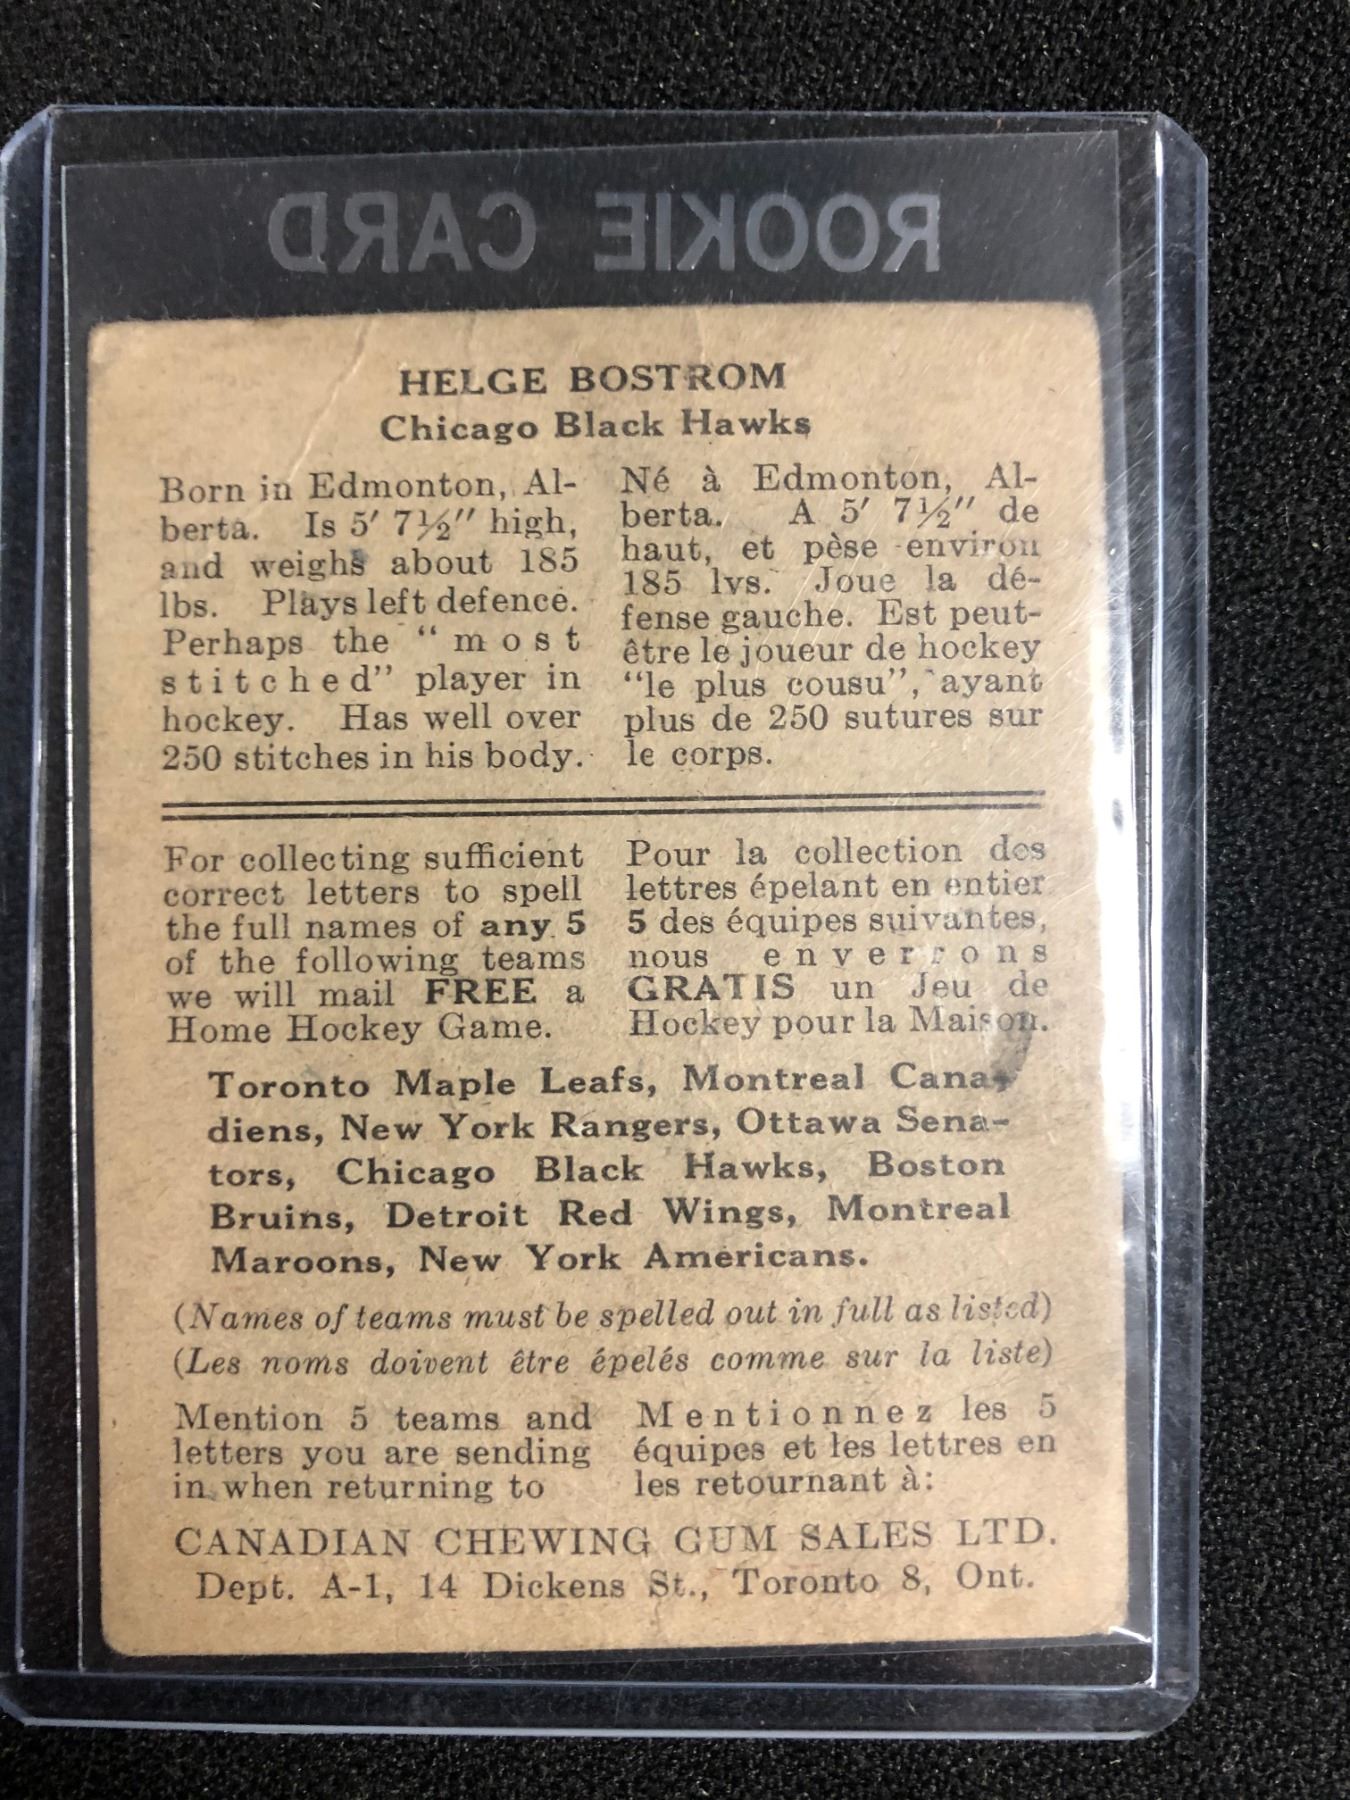 ROOKIE CARD
HELGE BOSTROM
Chicago Black Hawks
Born in Edmonton, Al-
berta. Is 5′ 7½″ high,
and weighs about 185
lbs. Plays left defence.
Perhaps the “most
stitched” player in
hockey. Has well over
250 stitches in his body.
Né à Edmonton, Al-
berta. A 5′ 7½″ de
haut, et pèse environ
185 lvs. Joue la dé-
fense gauche. Est peut-
être le joueur de hockey
“le plus cousu”, ayant
plus de 250 sutures sur
le corps.
For collecting sufficient
correct letters to spell
the full names of any 5
of the following teams
we will mail FREE a
Home Hockey Game.
Pour la collection des
lettres épelant en entier
5 des équipes suivantes,
nous enverrons
GRATIS un Jeu de
Hockey pour la Maison.
Toronto Maple Leafs, Montreal Cana-
diens, New York Rangers, Ottawa Sena-
tors, Chicago Black Hawks, Boston
Bruins, Detroit Red Wings, Montreal
Maroons, New York Americans.
(Names of teams must be spelled out in full as listed)
(Les noms doivent être épelés comme sur la liste)
Mention 5 teams and
letters you are sending
in when returning to
Mentionnez les 5
équipes et les lettres en
les retournant à:
CANADIAN CHEWING GUM SALES LTD.
Dept. A-1, 14 Dickens St., Toronto 8, Ont.